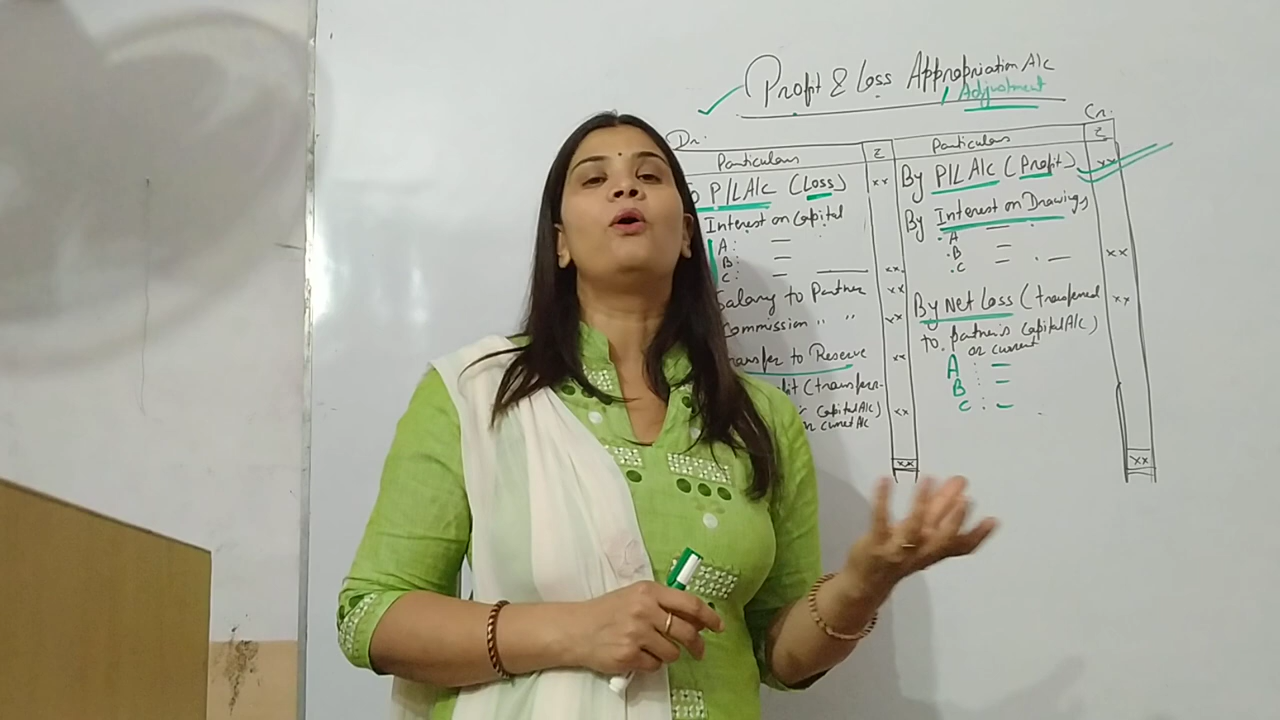 Profit & Loss Appropriation A/c
Adjustment
Dr. Cr.
Particulars ₹ Particulars ₹
P/L A/c (Loss) xx
Interest on Capital
A: —
B: —
C: — xx
Salary to Partner xx
Commission " " xx
Transfer to Reserve xx
(transfer
capital A/c) xx
current A/c
xx
By P/L A/c (Profit) xx
By Interest on Drawings
.A —
.B —
.C — . — xx
By Net Loss (transferred xx
to partner's capital A/c)
or current
A : —
B : —
C : —
xx